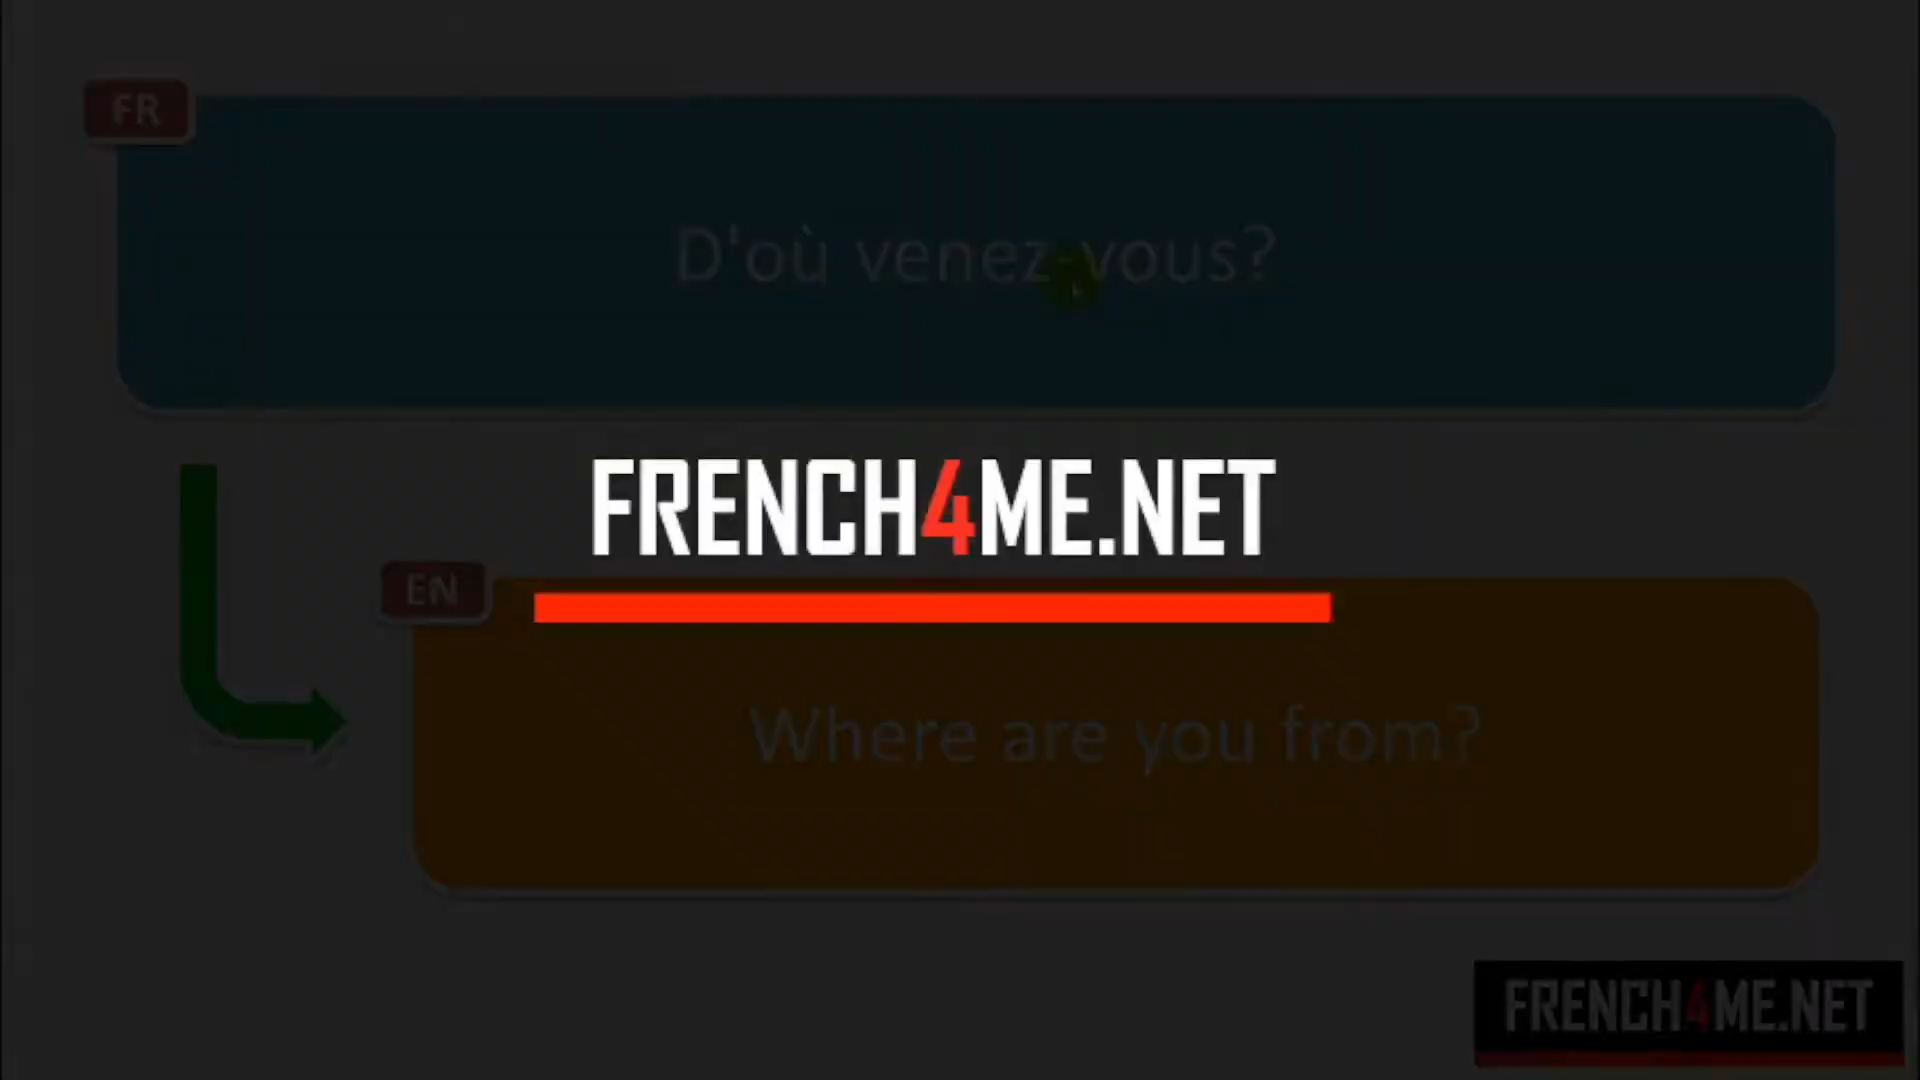 FR
D'où venez-vous?
FRENCH4ME.NET
EN
Where are you from?
FRENCH4ME.NET